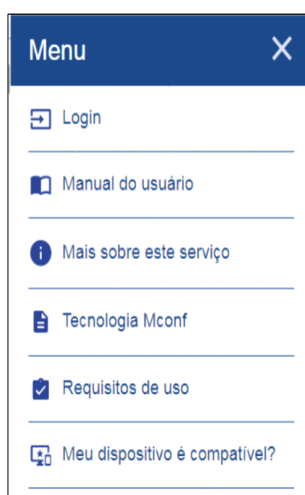 Menu
Login
Manual do usuário
Mais sobre este serviço
Tecnologia Mconf
Requisitos de uso
Meu dispositivo é compatível?